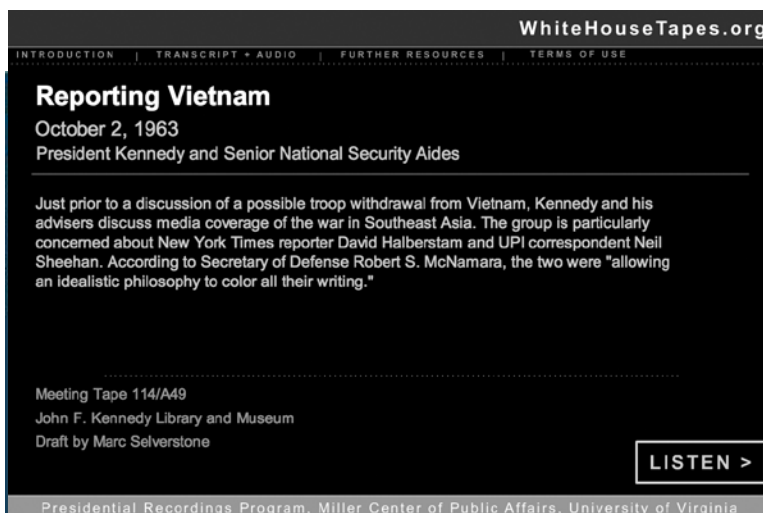 WhiteHouseTapes.org
INTRODUCTION | TRANSCRIPT + AUDIO | FURTHER RESOURCES | TERMS OF USE
Reporting Vietnam
October 2, 1963
President Kennedy and Senior National Security Aides
Just prior to a discussion of a possible troop withdrawal from Vietnam, Kennedy and his
advisers discuss media coverage of the war in Southeast Asia. The group is particularly
concerned about New York Times reporter David Halberstam and UPI correspondent Neil
Sheehan. According to Secretary of Defense Robert S. McNamara, the two were "allowing
an idealistic philosophy to color all their writing."
Meeting Tape 114/A49
John F. Kennedy Library and Museum
Draft by Marc Selverstone
LISTEN >
Presidential Recordings Program, Miller Center of Public Affairs, University of Virginia